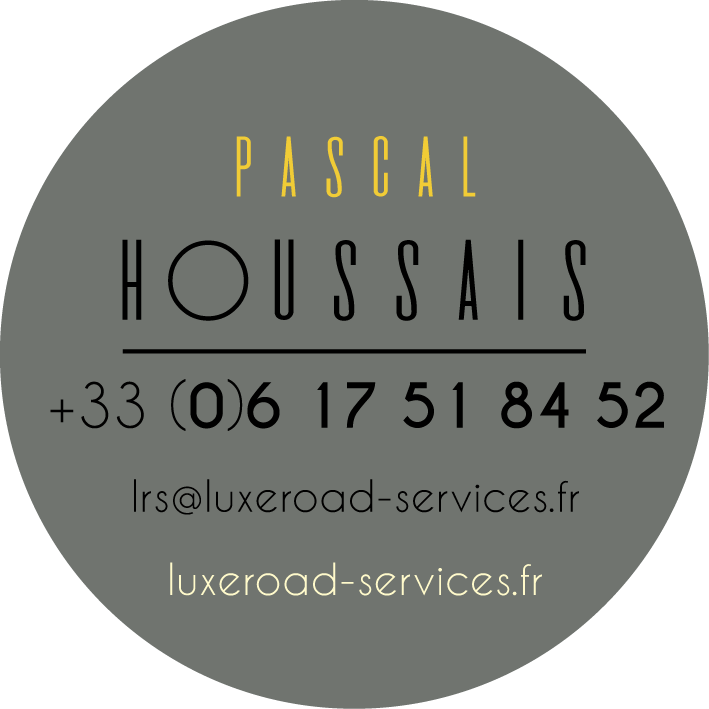 PASCAL
HOUSSAIS
+33 (0)6 17 51 84 52
lrs@luxeroad-services.fr
luxeroad-services.fr